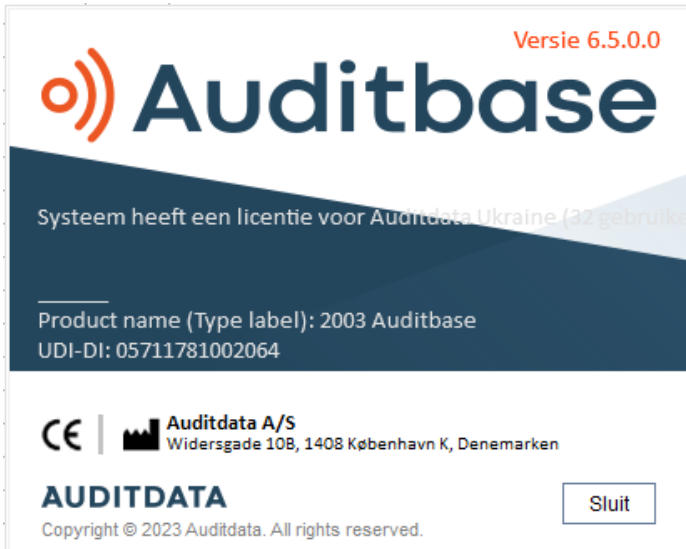 Versie 6.5.0.0
Auditbase
Systeem heeft een licentie voor Auditdata Ukraine (32 gebruike
Product name (Type label): 2003 Auditbase
UDI-DI: 05711781002064
CE
Auditdata A/S
Widersgade 10B, 1408 København K, Denemarken
AUDITDATA
Sluit
Copyright © 2023 Auditdata. All rights reserved.